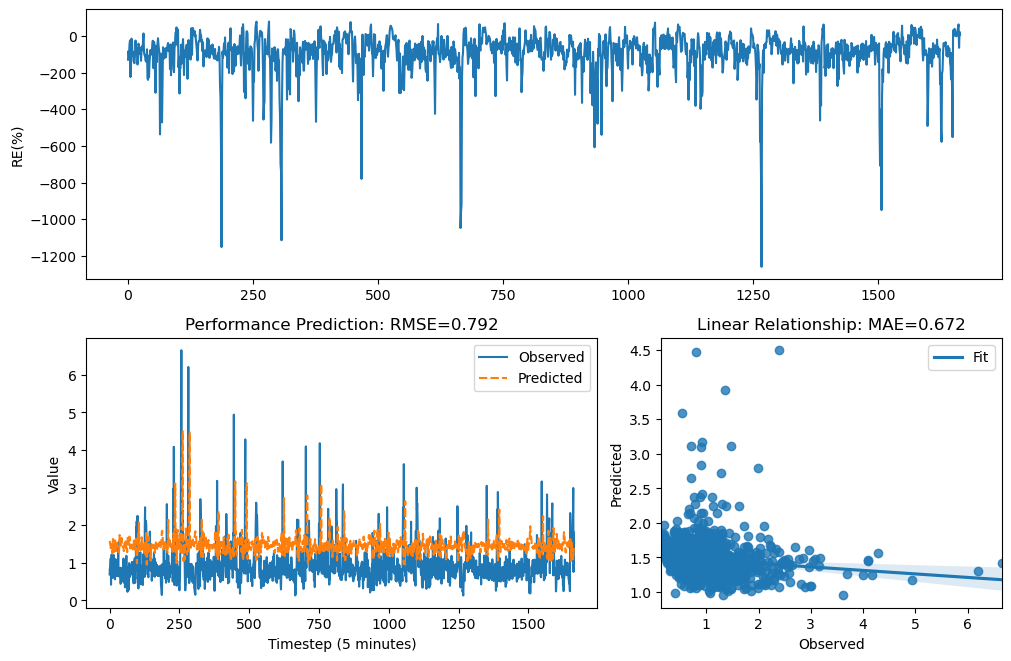 0
−200
−400
−600
−800
−1000
−1200
RE(%)
0 250 500 750 1000 1250 1500
Performance Prediction: RMSE=0.792
Observed
Predicted
6
5
4
3
2
1
0
Value
0 250 500 750 1000 1250 1500
Timestep (5 minutes)
Linear Relationship: MAE=0.672
Fit
4.5
4.0
3.5
3.0
2.5
2.0
1.5
1.0
Predicted
1 2 3 4 5 6
Observed